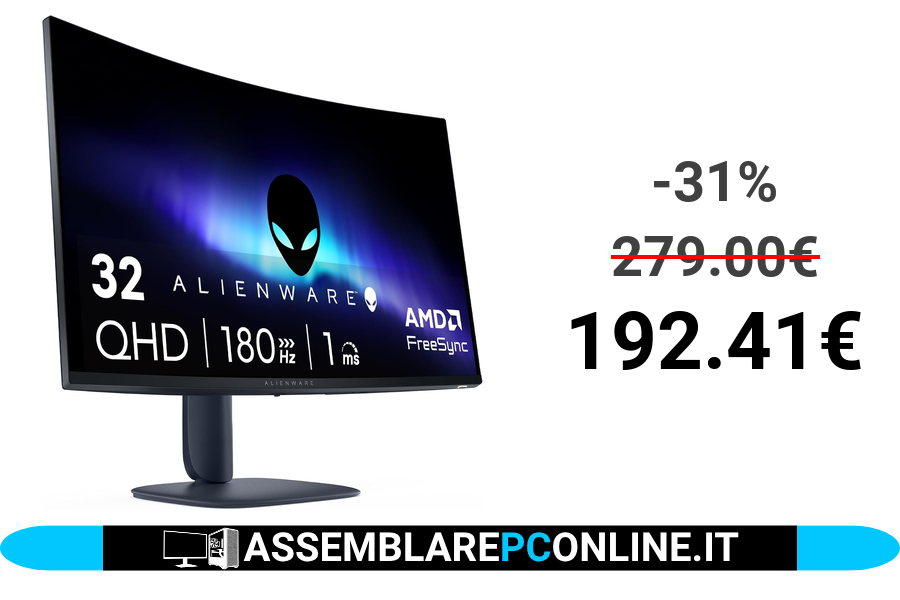 32
ALIENWARE
QHD | 180 Hz | 1 ms
AMD
FreeSync
ALIENWARE
-31%
279.00€
192.41€
ASSEMBLAREPCONLINE.IT